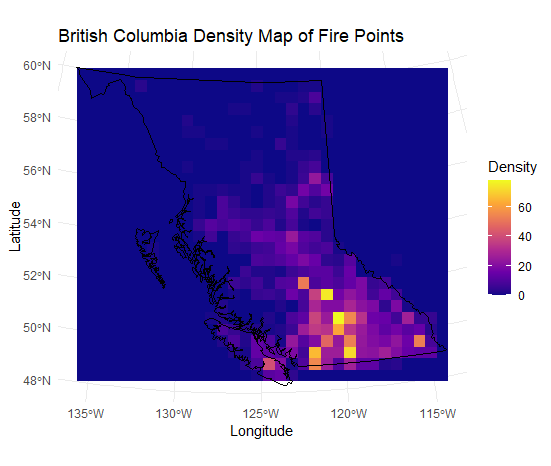 British Columbia Density Map of Fire Points
60°N
58°N
56°N
54°N
52°N
50°N
48°N
Latitude
135°W
130°W
125°W
120°W
115°W
Longitude
Density
60
40
20
0